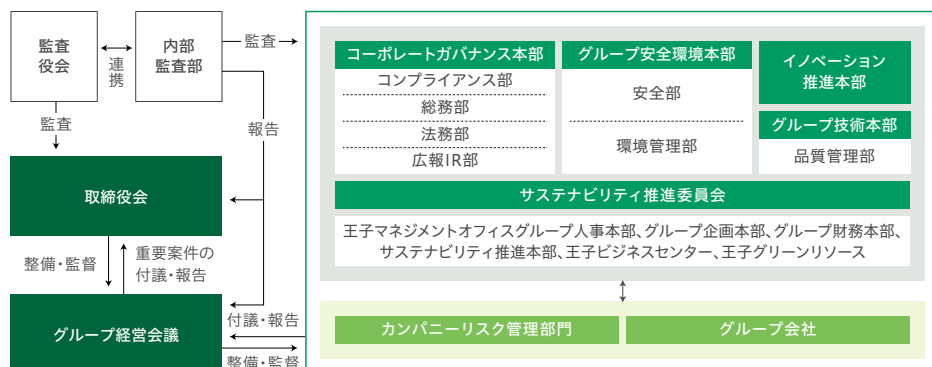 監査
役会
連携
内部
監査部
監査
監査
報告
取締役会
整備・監督
重要案件の
付議・報告
グループ経営会議
付議・報告
整備・監督
コーポレートガバナンス本部
コンプライアンス部
総務部
法務部
広報IR部
グループ安全環境本部
安全部
環境管理部
イノベーション
推進本部
グループ技術本部
品質管理部
サステナビリティ推進委員会
王子マネジメントオフィスグループ人事本部、グループ企画本部、グループ財務本部、
サステナビリティ推進本部、王子ビジネスセンター、王子グリーンリソース
カンパニーリスク管理部門
グループ会社